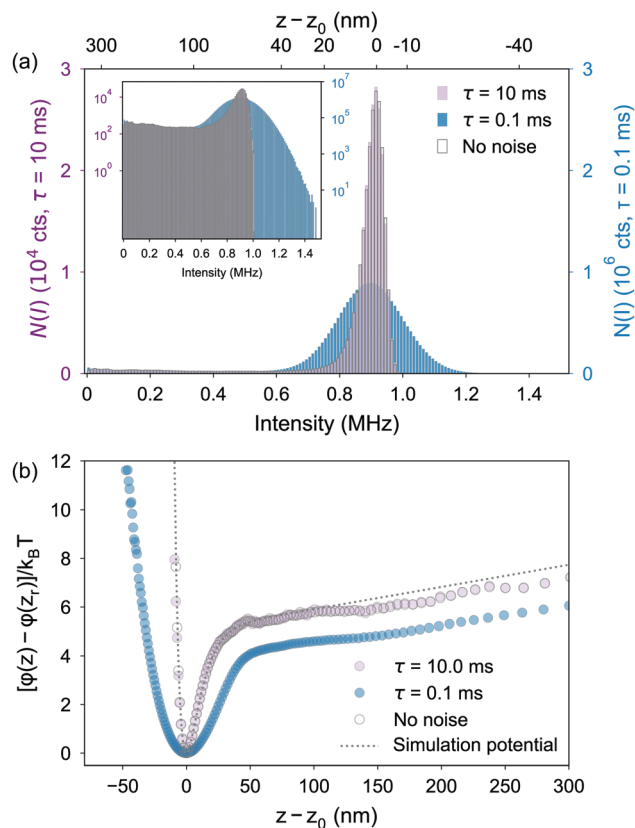 z – z0 (nm)
300 100 40 20 0 -10 -40
(a)
3
2
1
0
N(I) (10^4 cts, τ = 10 ms)
3
2
1
0
N(I) (10^6 cts, τ = 0.1 ms)
τ = 10 ms
τ = 0.1 ms
No noise
10^4
10^2
10^0
10^7
10^5
10^3
10^1
0 0.2 0.4 0.6 0.8 1.0 1.2 1.4
Intensity (MHz)
0 0.2 0.4 0.6 0.8 1.0 1.2 1.4
Intensity (MHz)
(b)
12
10
8
6
4
2
0
[φ(z) – φ(zr)]/kBT
τ = 10.0 ms
τ = 0.1 ms
No noise
Simulation potential
−50 0 50 100 150 200 250 300
z – z0 (nm)